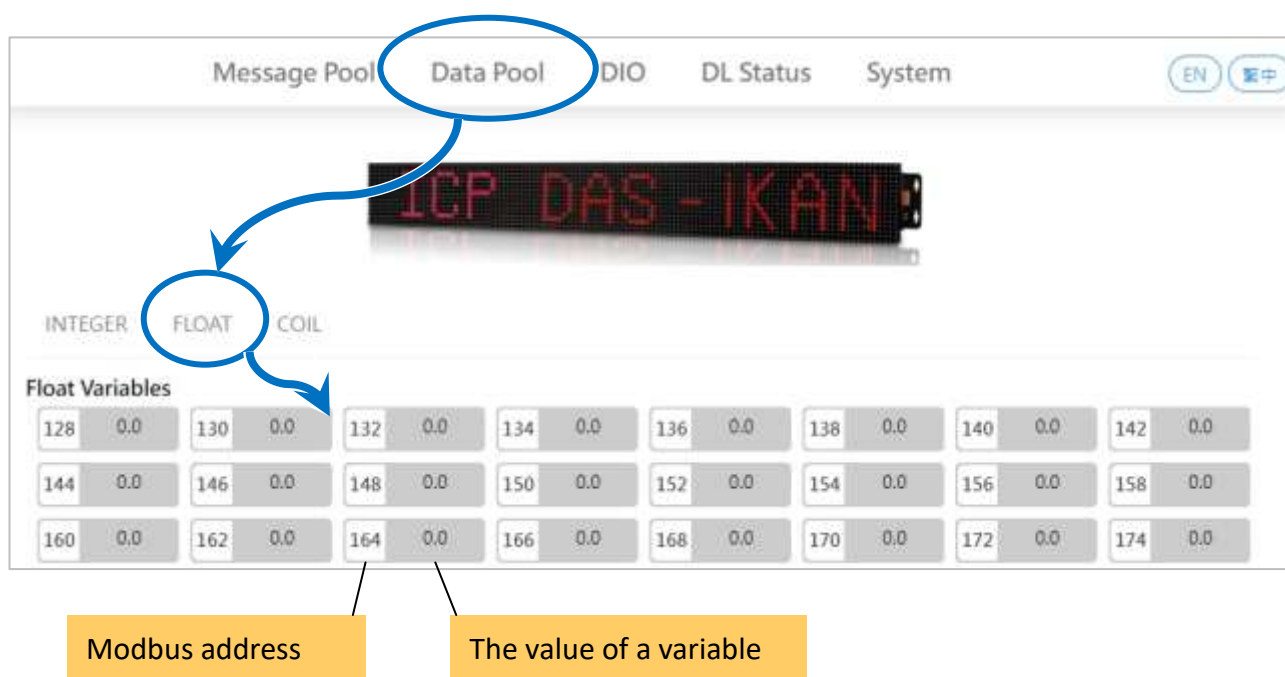 Message Pool Data Pool DIO DL Status System EN 繁中
ICP DAS-IKAN
INTEGER FLOAT COIL
Float Variables
128 0.0 130 0.0 132 0.0 134 0.0 136 0.0 138 0.0 140 0.0 142 0.0
144 0.0 146 0.0 148 0.0 150 0.0 152 0.0 154 0.0 156 0.0 158 0.0
160 0.0 162 0.0 164 0.0 166 0.0 168 0.0 170 0.0 172 0.0 174 0.0
Modbus address The value of a variable